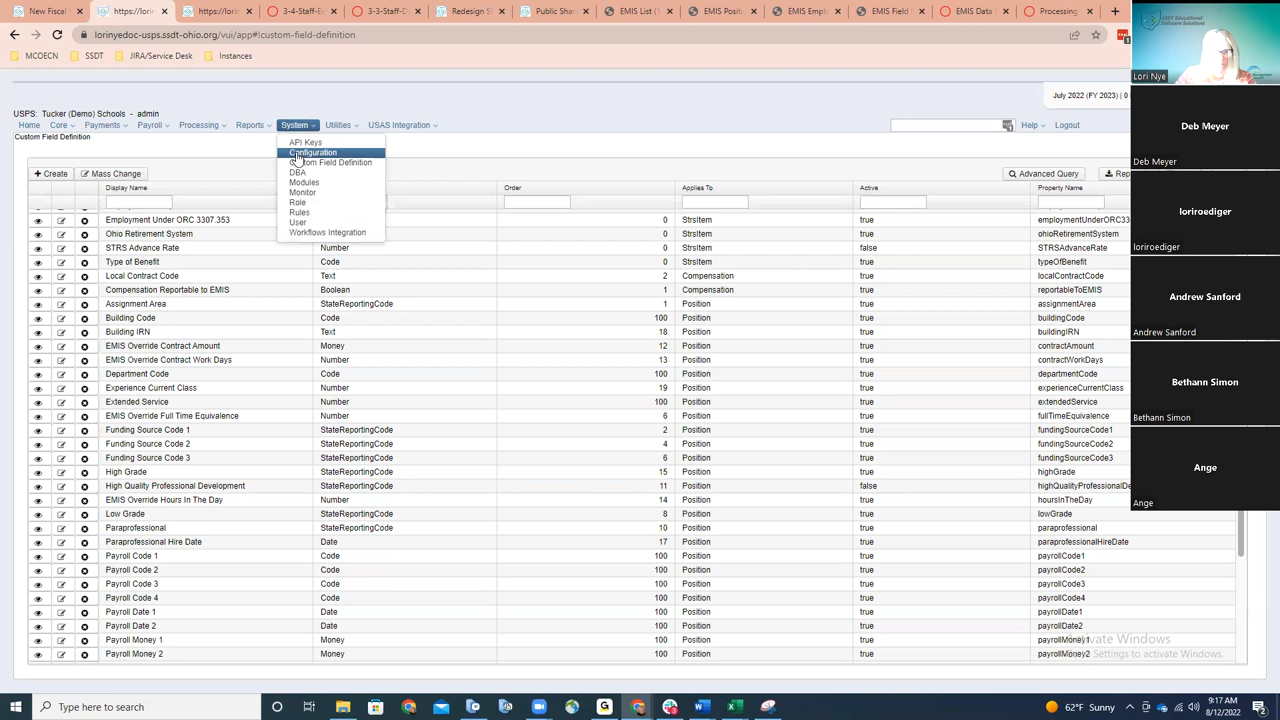 New Fiscal
https://lorin
https://lorin
3-4-Staff-E
3-3-Staff-D
Redesign S
Public Shar
EMIS List (
EMIS Positi
EMIS Emplo
EMIS Field
EMIS Data
Processing
lorinyedoc-usps.ssdt-ohio.org/vui/app#!custom-field-definition
MCOECN
SSDT
JIRA/Service Desk
Instances
July 2022 (FY 2023) | 0
USPS: Tucker (Demo) Schools - admin
Home Core Payments Payroll Processing Reports System Utilities USAS Integration Help Logout
Custom Field Definition
API Keys
Configuration
Custom Field Definition
DBA
Modules
Monitor
Role
Rules
User
Workflows Integration
Create Mass Change Advanced Query Rep
Display Name Order Applies To Active Property Name
Employment Under ORC 3307.353 0 StrsItem true employmentUnderORC33
Ohio Retirement System 0 StrsItem true ohioRetirementSystem
STRS Advance Rate Number 0 StrsItem false STRSAdvanceRate
Type of Benefit Code 0 StrsItem true typeOfBenefit
Local Contract Code Text 2 Compensation true localContractCode
Compensation Reportable to EMIS Boolean 1 Compensation true reportableToEMIS
Assignment Area StateReportingCode 1 Position true assignmentArea
Building Code Code 100 Position true buildingCode
Building IRN Text 18 Position true buildingIRN
EMIS Override Contract Amount Money 12 Position true contractAmount
EMIS Override Contract Work Days Number 13 Position true contractWorkDays
Department Code Code 100 Position true departmentCode
Experience Current Class Number 19 Position true experienceCurrentClass
Extended Service Number 100 Position true extendedService
EMIS Override Full Time Equivalence Number 6 Position true fullTimeEquivalence
Funding Source Code 1 StateReportingCode 2 Position true fundingSourceCode1
Funding Source Code 2 StateReportingCode 4 Position true fundingSourceCode2
Funding Source Code 3 StateReportingCode 6 Position true fundingSourceCode3
High Grade StateReportingCode 15 Position true highGrade
High Quality Professional Development StateReportingCode 11 Position false highQualityProfessionalDe
EMIS Override Hours In The Day Number 14 Position true hoursInTheDay
Low Grade StateReportingCode 8 Position true lowGrade
Paraprofessional StateReportingCode 10 Position true paraprofessional
Paraprofessional Hire Date Date 17 Position true paraprofessionalHireDate
Payroll Code 1 Code 100 Position true payrollCode1
Payroll Code 2 Code 100 Position true payrollCode2
Payroll Code 3 Code 100 Position true payrollCode3
Payroll Code 4 Code 100 Position true payrollCode4
Payroll Date 1 Date 100 Position true payrollDate1
Payroll Date 2 Date 100 Position true payrollDate2
Payroll Money 1 Money 100 Position true payrollMoney1
Payroll Money 2 Money 100 Position true payrollMoney2
Activate Windows
Settings to activate Windows.
Lori Nye
Deb Meyer
Deb Meyer
loriroediger
loriroediger
Andrew Sanford
Andrew Sanford
Bethann Simon
Bethann Simon
Ange
Ange
Type here to search
62°F Sunny
9:17 AM
8/12/2022